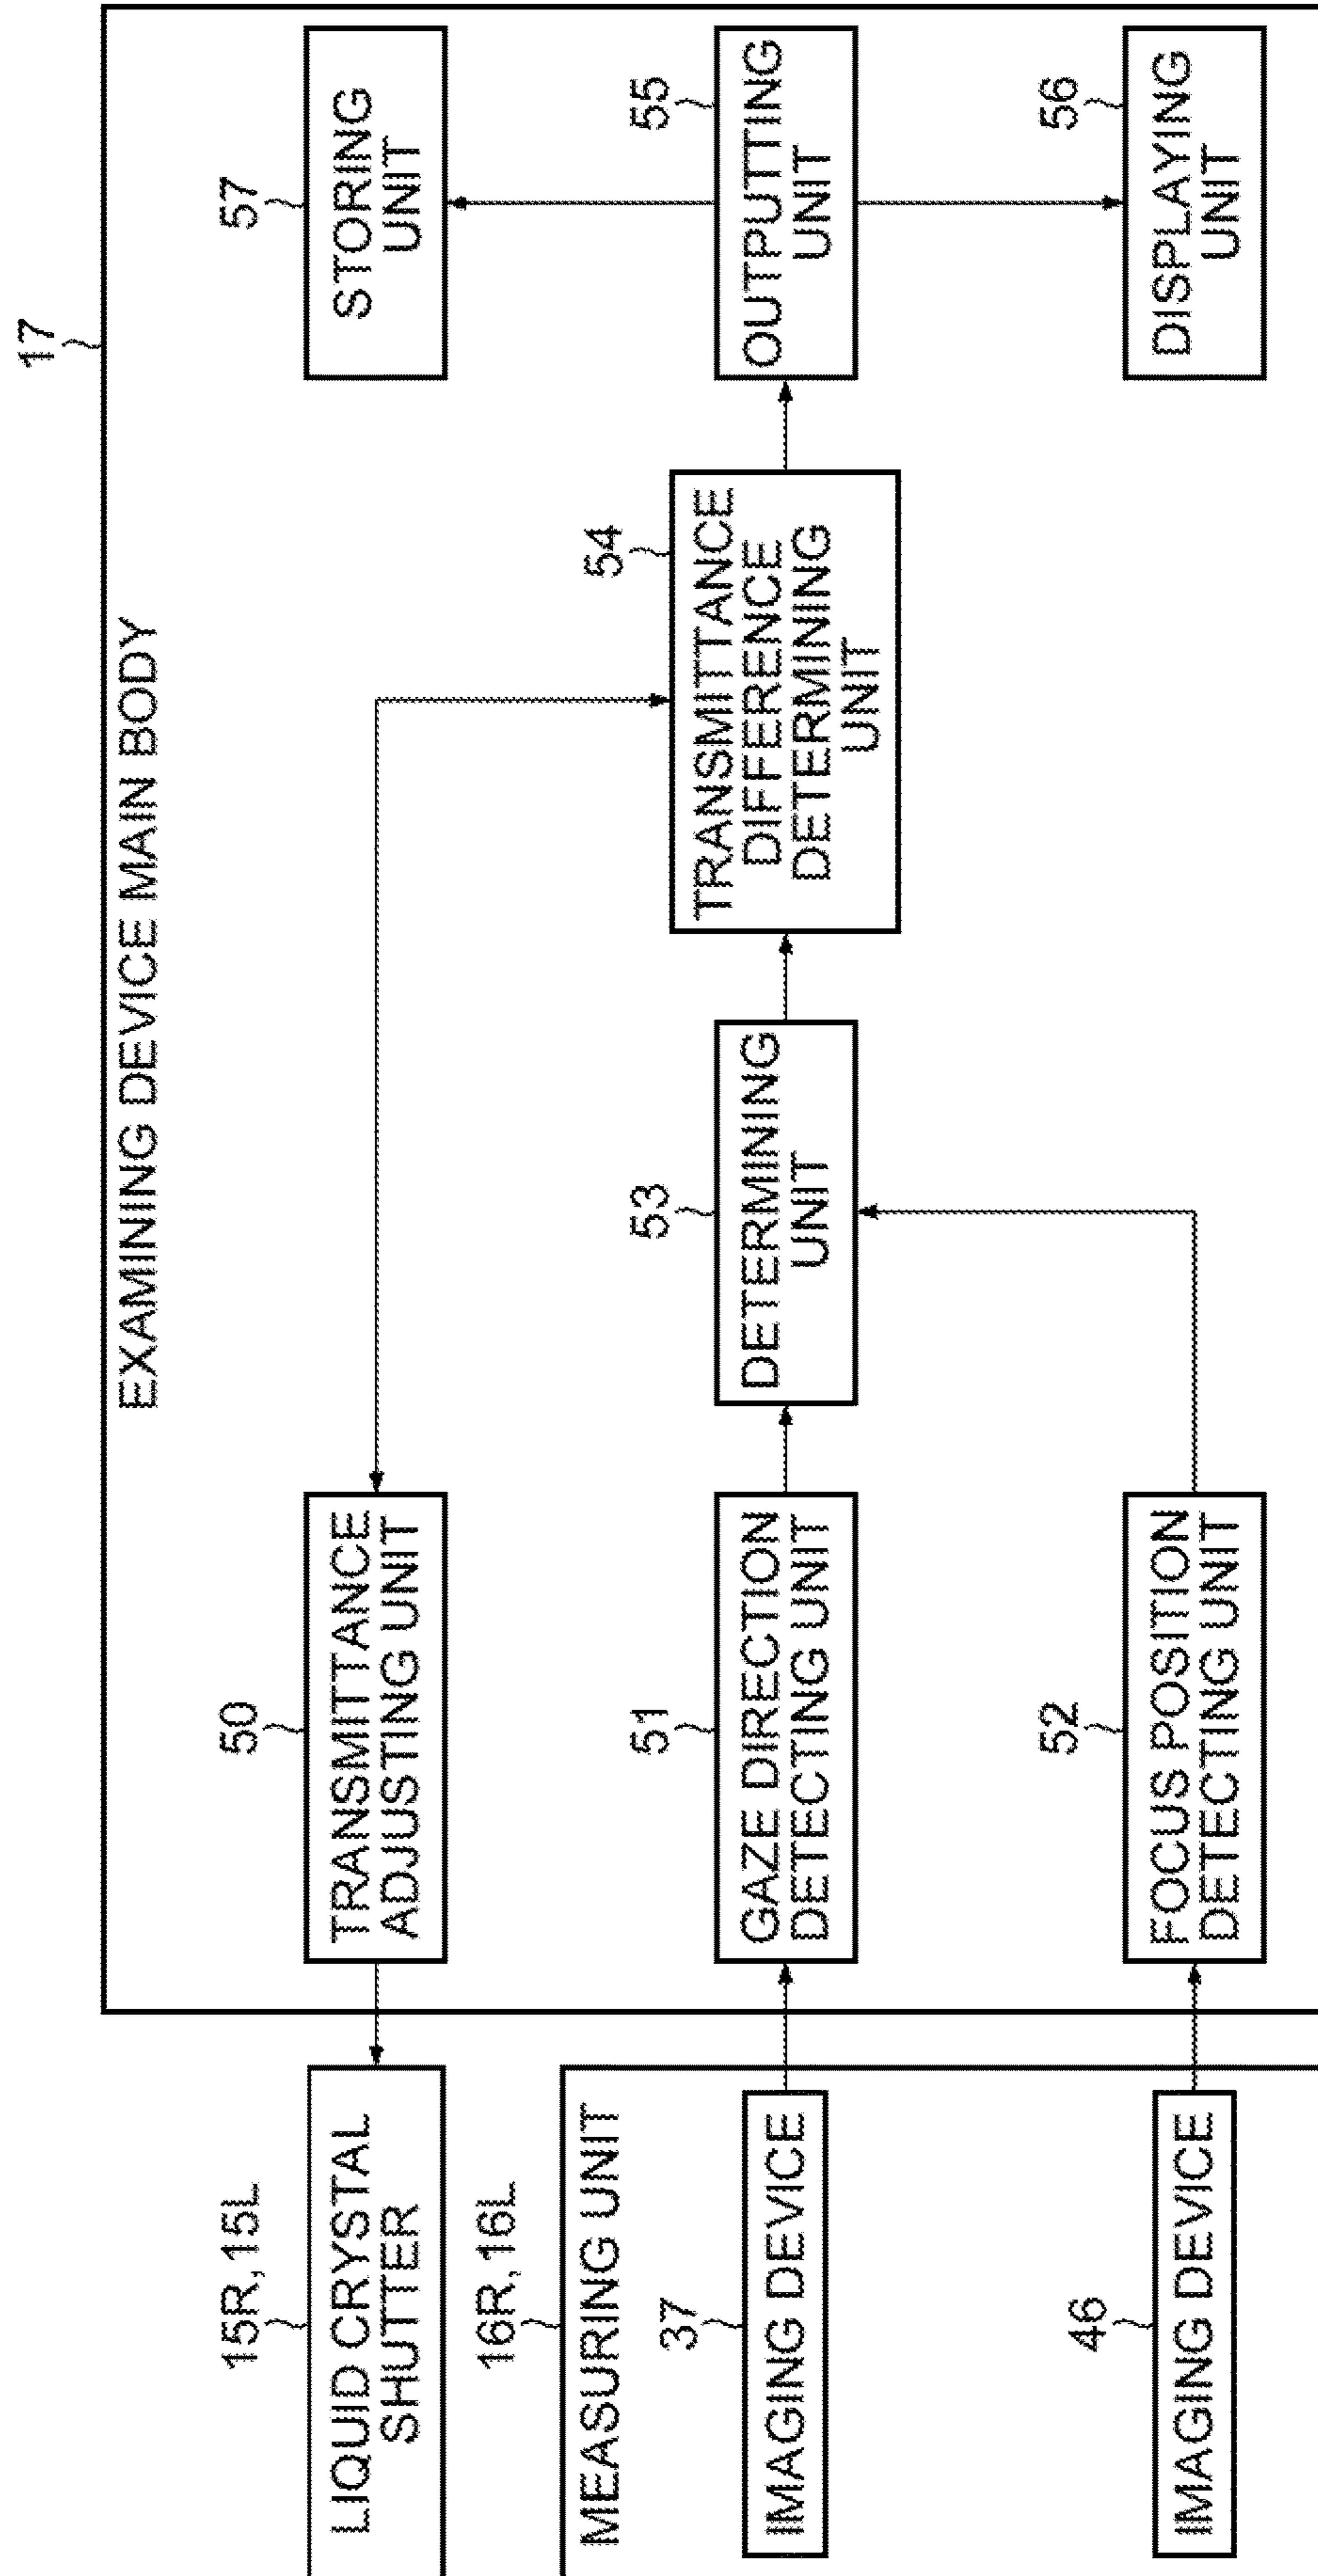 17
EXAMINING DEVICE MAIN BODY
15R, 15L
LIQUID CRYSTAL
SHUTTER
50
TRANSMITTANCE
ADJUSTING UNIT
57
STORING
UNIT
16R, 16L
MEASURING UNIT
37
IMAGING DEVICE
51
GAZE DIRECTION
DETECTING UNIT
53
DETERMINING
UNIT
54
TRANSMITTANCE
DIFFERENCE
DETERMINING
UNIT
55
OUTPUTTING
UNIT
46
IMAGING DEVICE
52
FOCUS POSITION
DETECTING UNIT
56
DISPLAYING
UNIT